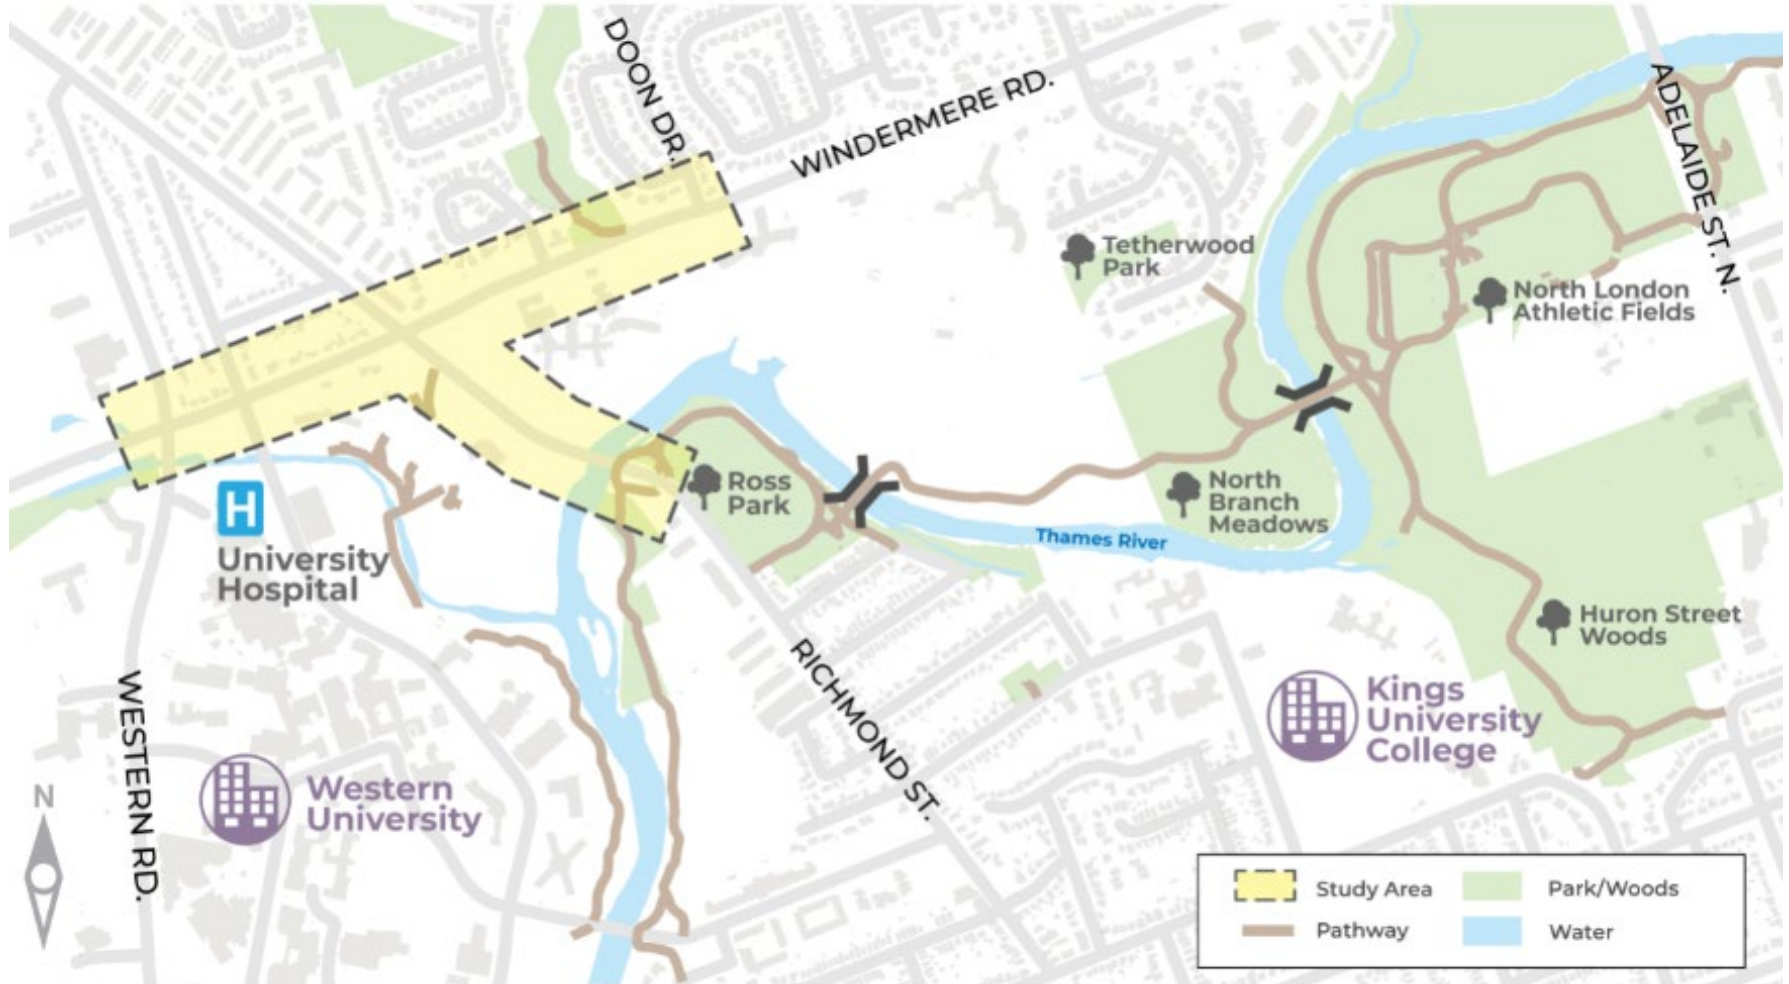 DOON DR.
WINDERMERE RD.
ADELAIDE ST. N.
Tetherwood
Park
North London
Athletic Fields
Ross
Park
North
Branch
Meadows
Thames River
H
University
Hospital
Huron Street
Woods
WESTERN RD.
RICHMOND ST.
Kings
University
College
Western
University
N
Study Area
Park/Woods
Pathway
Water